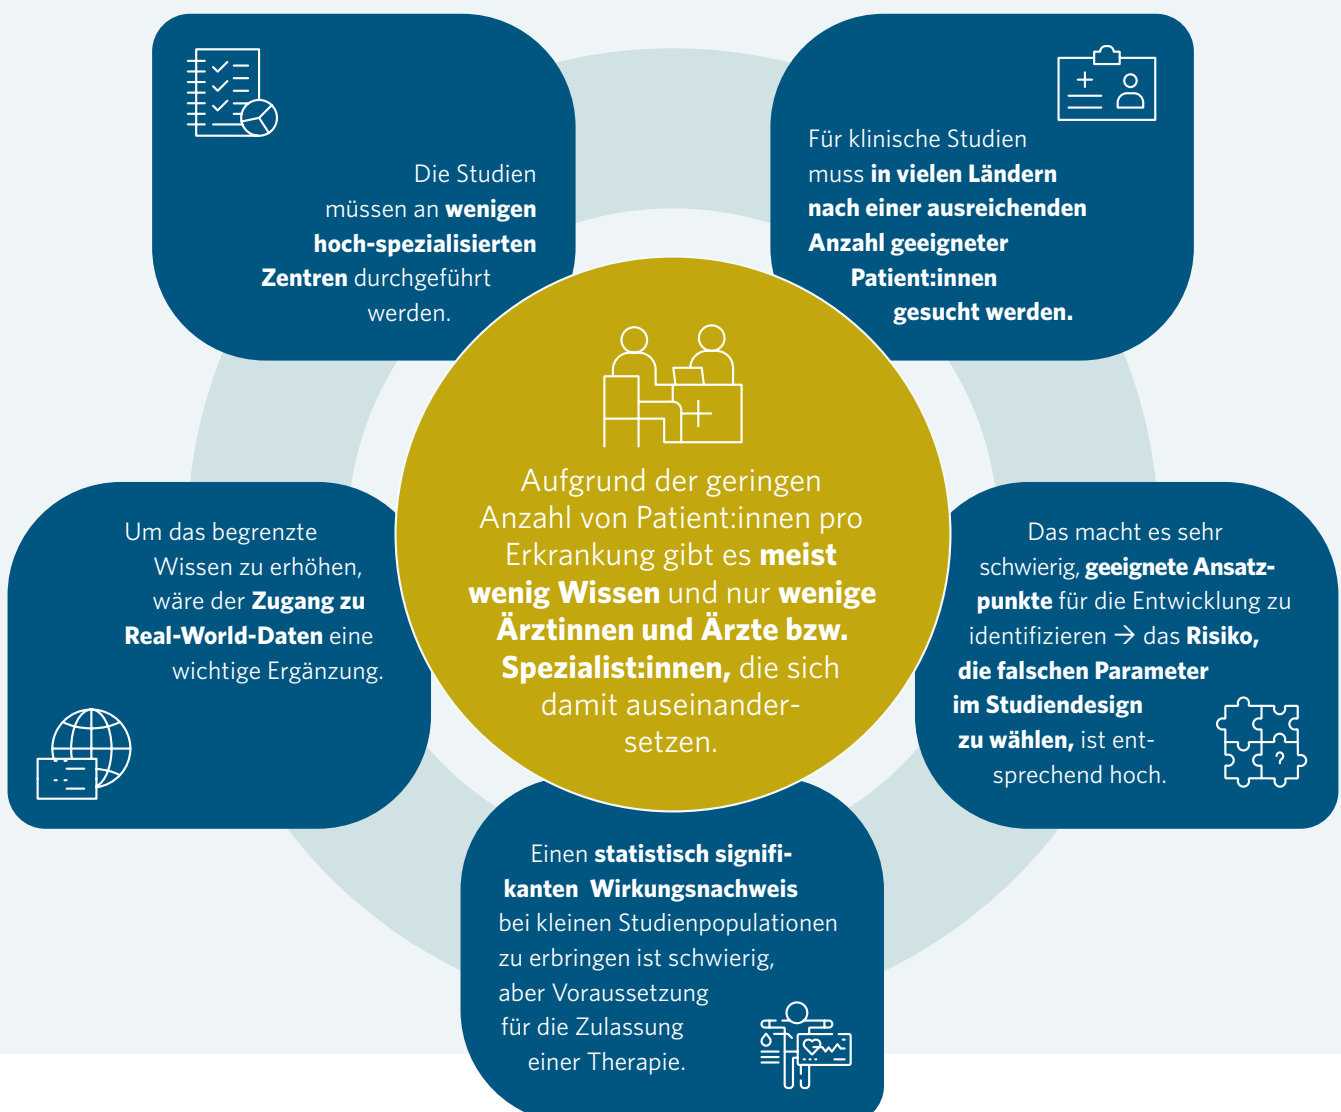 Die Studien
müssen an wenigen
hoch-spezialisierten
Zentren durchgeführt
werden.
Für klinische Studien
muss in vielen Ländern
nach einer ausreichenden
Anzahl geeigneter
Patient:innen
gesucht werden.
Aufgrund der geringen
Anzahl von Patient:innen pro
Erkrankung gibt es meist
wenig Wissen und nur wenige
Ärztinnen und Ärzte bzw.
Spezialist:innen, die sich
damit auseinander-
setzen.
Um das begrenzte
Wissen zu erhöhen,
wäre der Zugang zu
Real-World-Daten eine
wichtige Ergänzung.
Das macht es sehr
schwierig, geeignete Ansatz-
punkte für die Entwicklung zu
identifizieren → das Risiko,
die falschen Parameter
im Studiendesign
zu wählen, ist ent-
sprechend hoch.
?
Einen statistisch signifi-
kanten Wirkungsnachweis
bei kleinen Studienpopulationen
zu erbringen ist schwierig,
aber Voraussetzung
für die Zulassung
einer Therapie.